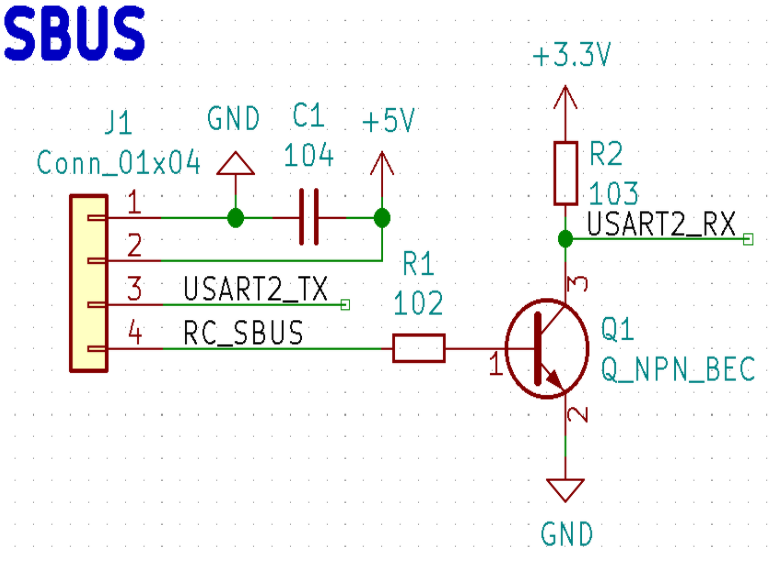 SBUS
+3.3V
J1
GND
C1
+5V
Conn_01x04
104
R2
103
1
USART2_RX
2
R1
3
USART2_TX
102
3
4
RC_SBUS
Q1
1
Q_NPN_BEC
2
GND